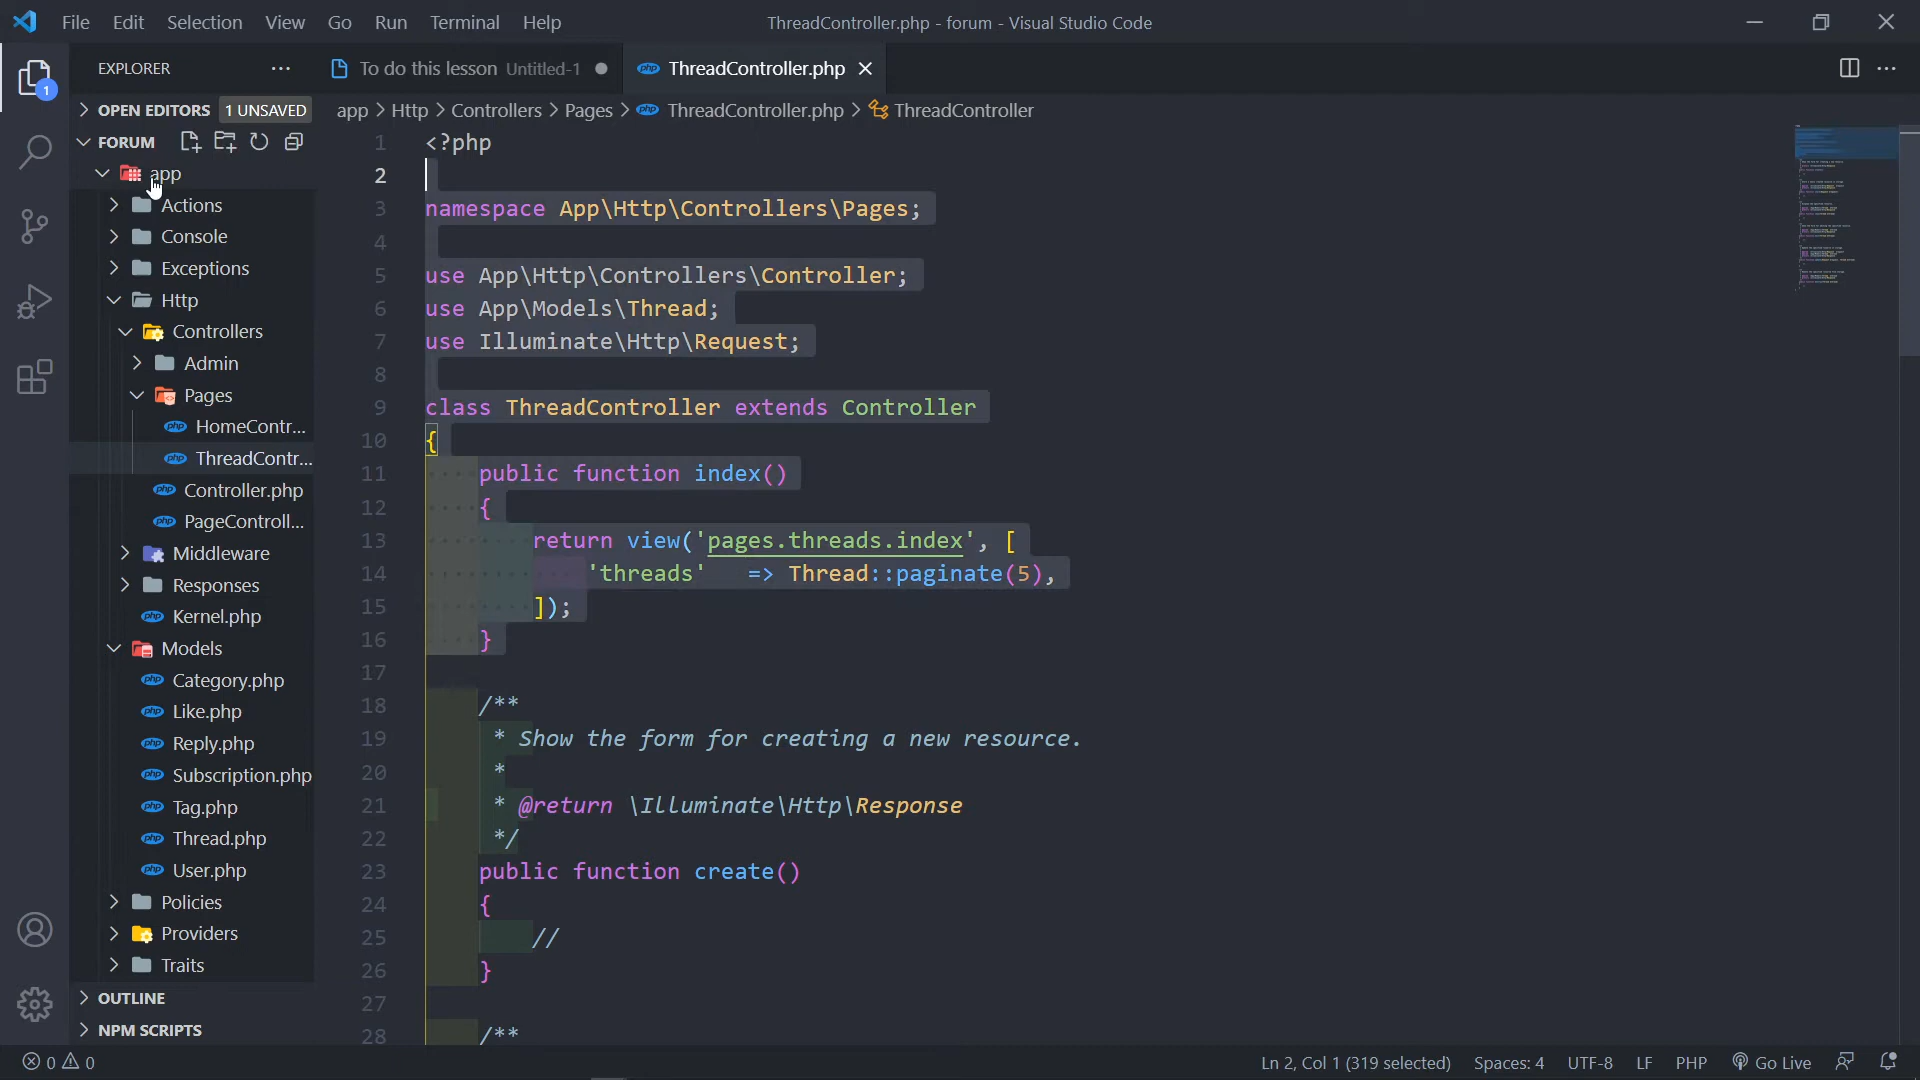 File Edit Selection View Go Run Terminal Help
ThreadController.php - forum - Visual Studio Code
EXPLORER
To do this lesson Untitled-1
ThreadController.php
1
OPEN EDITORS 1 UNSAVED
app > Http > Controllers > Pages > ThreadController.php > ThreadController
FORUM
app
Actions
Console
Exceptions
Http
Controllers
Admin
Pages
HomeContr...
ThreadContr...
Controller.php
PageControll...
Middleware
Responses
Kernel.php
Models
Category.php
Like.php
Reply.php
Subscription.php
Tag.php
Thread.php
User.php
Policies
Providers
Traits
OUTLINE
NPM SCRIPTS
1 <?php
2
3 namespace App\Http\Controllers\Pages;
4
5 use App\Http\Controllers\Controller;
6 use App\Models\Thread;
7 use Illuminate\Http\Request;
8
9 class ThreadController extends Controller
10 {
11 public function index()
12 {
13 return view('pages.threads.index', [
14 'threads' => Thread::paginate(5),
15 ]);
16 }
17
18 /**
19 * Show the form for creating a new resource.
20 *
21 * @return \Illuminate\Http\Response
22 */
23 public function create()
24 {
25 //
26 }
27
28 /**
0 0
Ln 2, Col 1 (319 selected) Spaces: 4 UTF-8 LF PHP Go Live